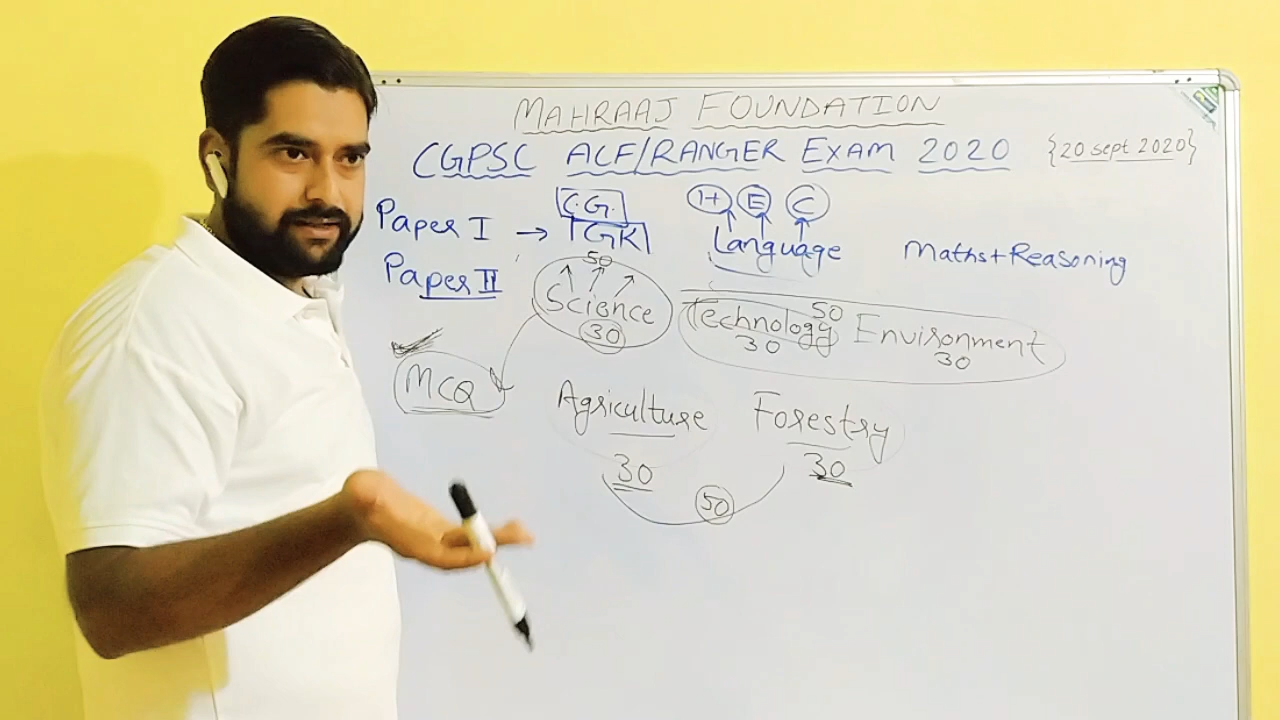 MAHRAAJ FOUNDATION
CGPSC ACF/RANGER EXAM 2020 {20 sept 2020}
C.G. H E C
Paper I → GK Language Maths+Reasoning
Paper II
50
Science 30
Technology 30 50 Environment 30
MCQ
Agriculture Forestry
30 30
50